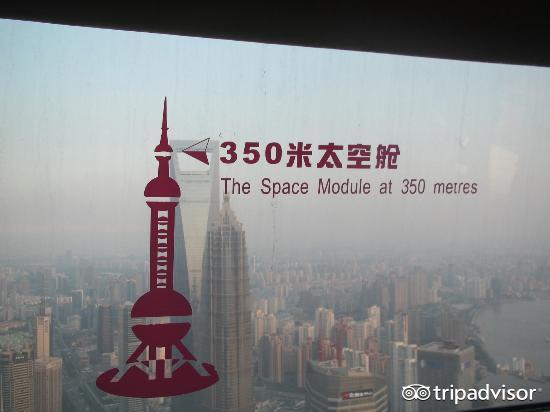 350米太空舱
The Space Module at 350 metres
tripadvisor